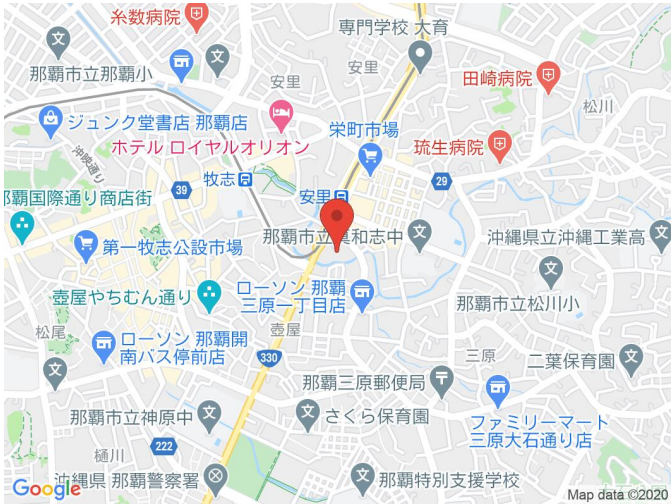 糸数病院
専門学校 大育
那覇市立那覇小
安里
安里
田崎病院
松川
ジュンク堂書店 那覇店
栄町市場
琉生病院
ホテル ロイヤルオリオン
沖映通り
牧志
39
安里
29
那覇国際通り商店街
那覇市立真和志中
沖縄県立沖縄工業高
第一牧志公設市場
壺屋やちむん通り
ローソン 那覇
三原一丁目店
那覇市立松川小
松尾
壺屋
ローソン 那覇開
南バス停前店
330
三原
二葉保育園
那覇三原郵便局
那覇市立神原中
さくら保育園
ファミリーマート
三原大石通り店
樋川
222
沖縄県 那覇警察署
那覇特別支援学校
Google
Map data ©2020